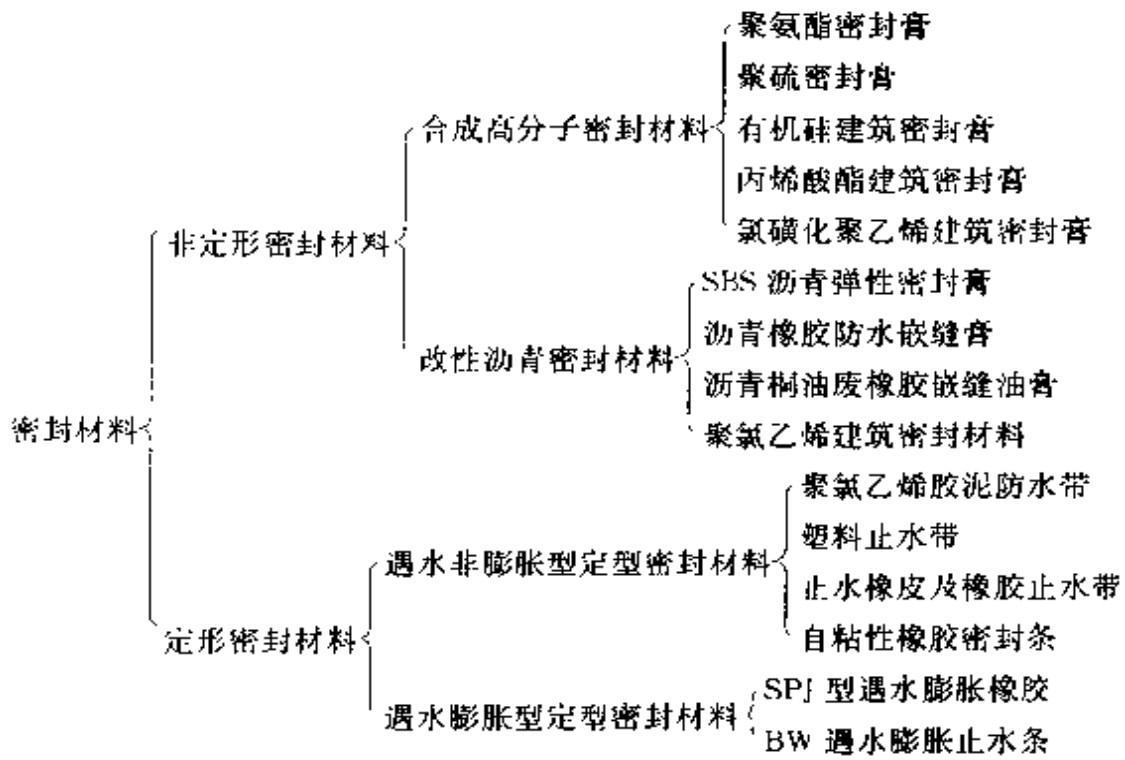 密封材料
非定形密封材料
合成高分子密封材料
聚氨酯密封膏
聚硫密封膏
有机硅建筑密封膏
丙烯酸酯建筑密封膏
氯磺化聚乙烯建筑密封膏
改性沥青密封材料
SBS 沥青弹性密封膏
沥青橡胶防水嵌缝膏
沥青桐油废橡胶嵌缝油膏
聚氯乙烯建筑密封材料
定形密封材料
遇水非膨胀型定型密封材料
聚氯乙烯胶泥防水带
塑料止水带
止水橡皮及橡胶止水带
自粘性橡胶密封条
遇水膨胀型定型密封材料
型遇水膨胀橡胶
BW 遇水膨胀止水条